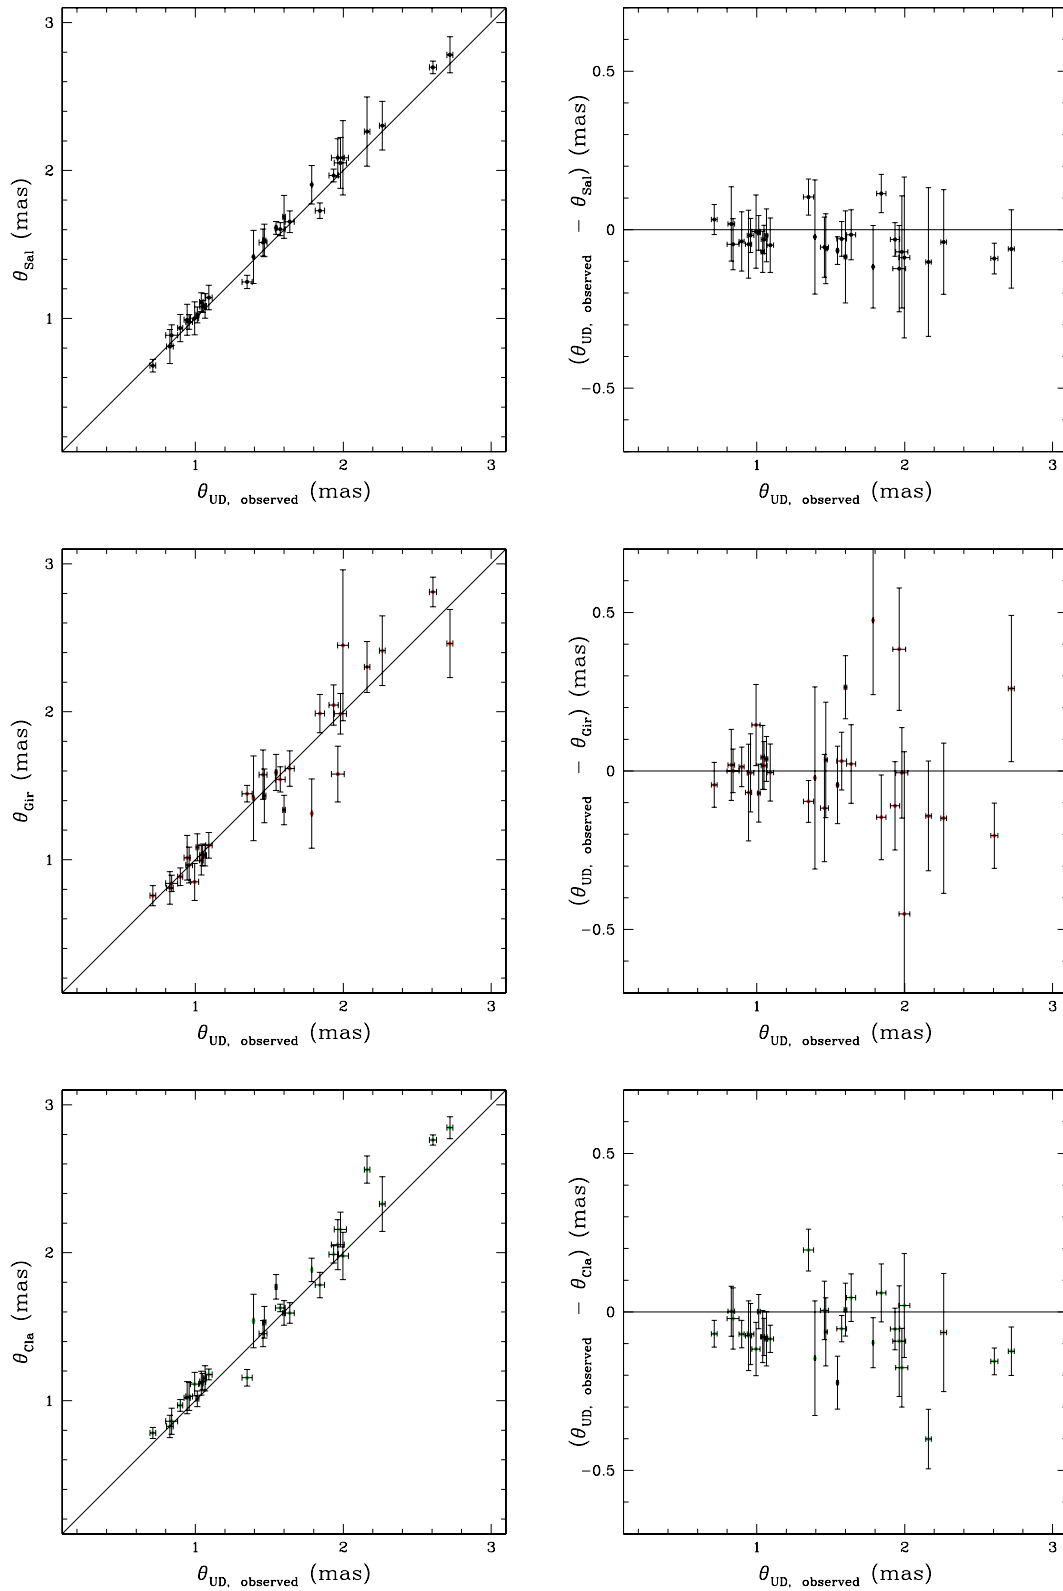 3
2
1
θSal (mas)
1 2 3
θUD, observed (mas)
0.5
0
−0.5
(θUD, observed − θSal) (mas)
1 2 3
θUD, observed (mas)
3
2
1
θGir (mas)
1 2 3
θUD, observed (mas)
0.5
0
−0.5
(θUD, observed − θGir) (mas)
1 2 3
θUD, observed (mas)
3
2
1
θCla (mas)
1 2 3
θUD, observed (mas)
0.5
0
−0.5
(θUD, observed − θCla) (mas)
1 2 3
θUD, observed (mas)